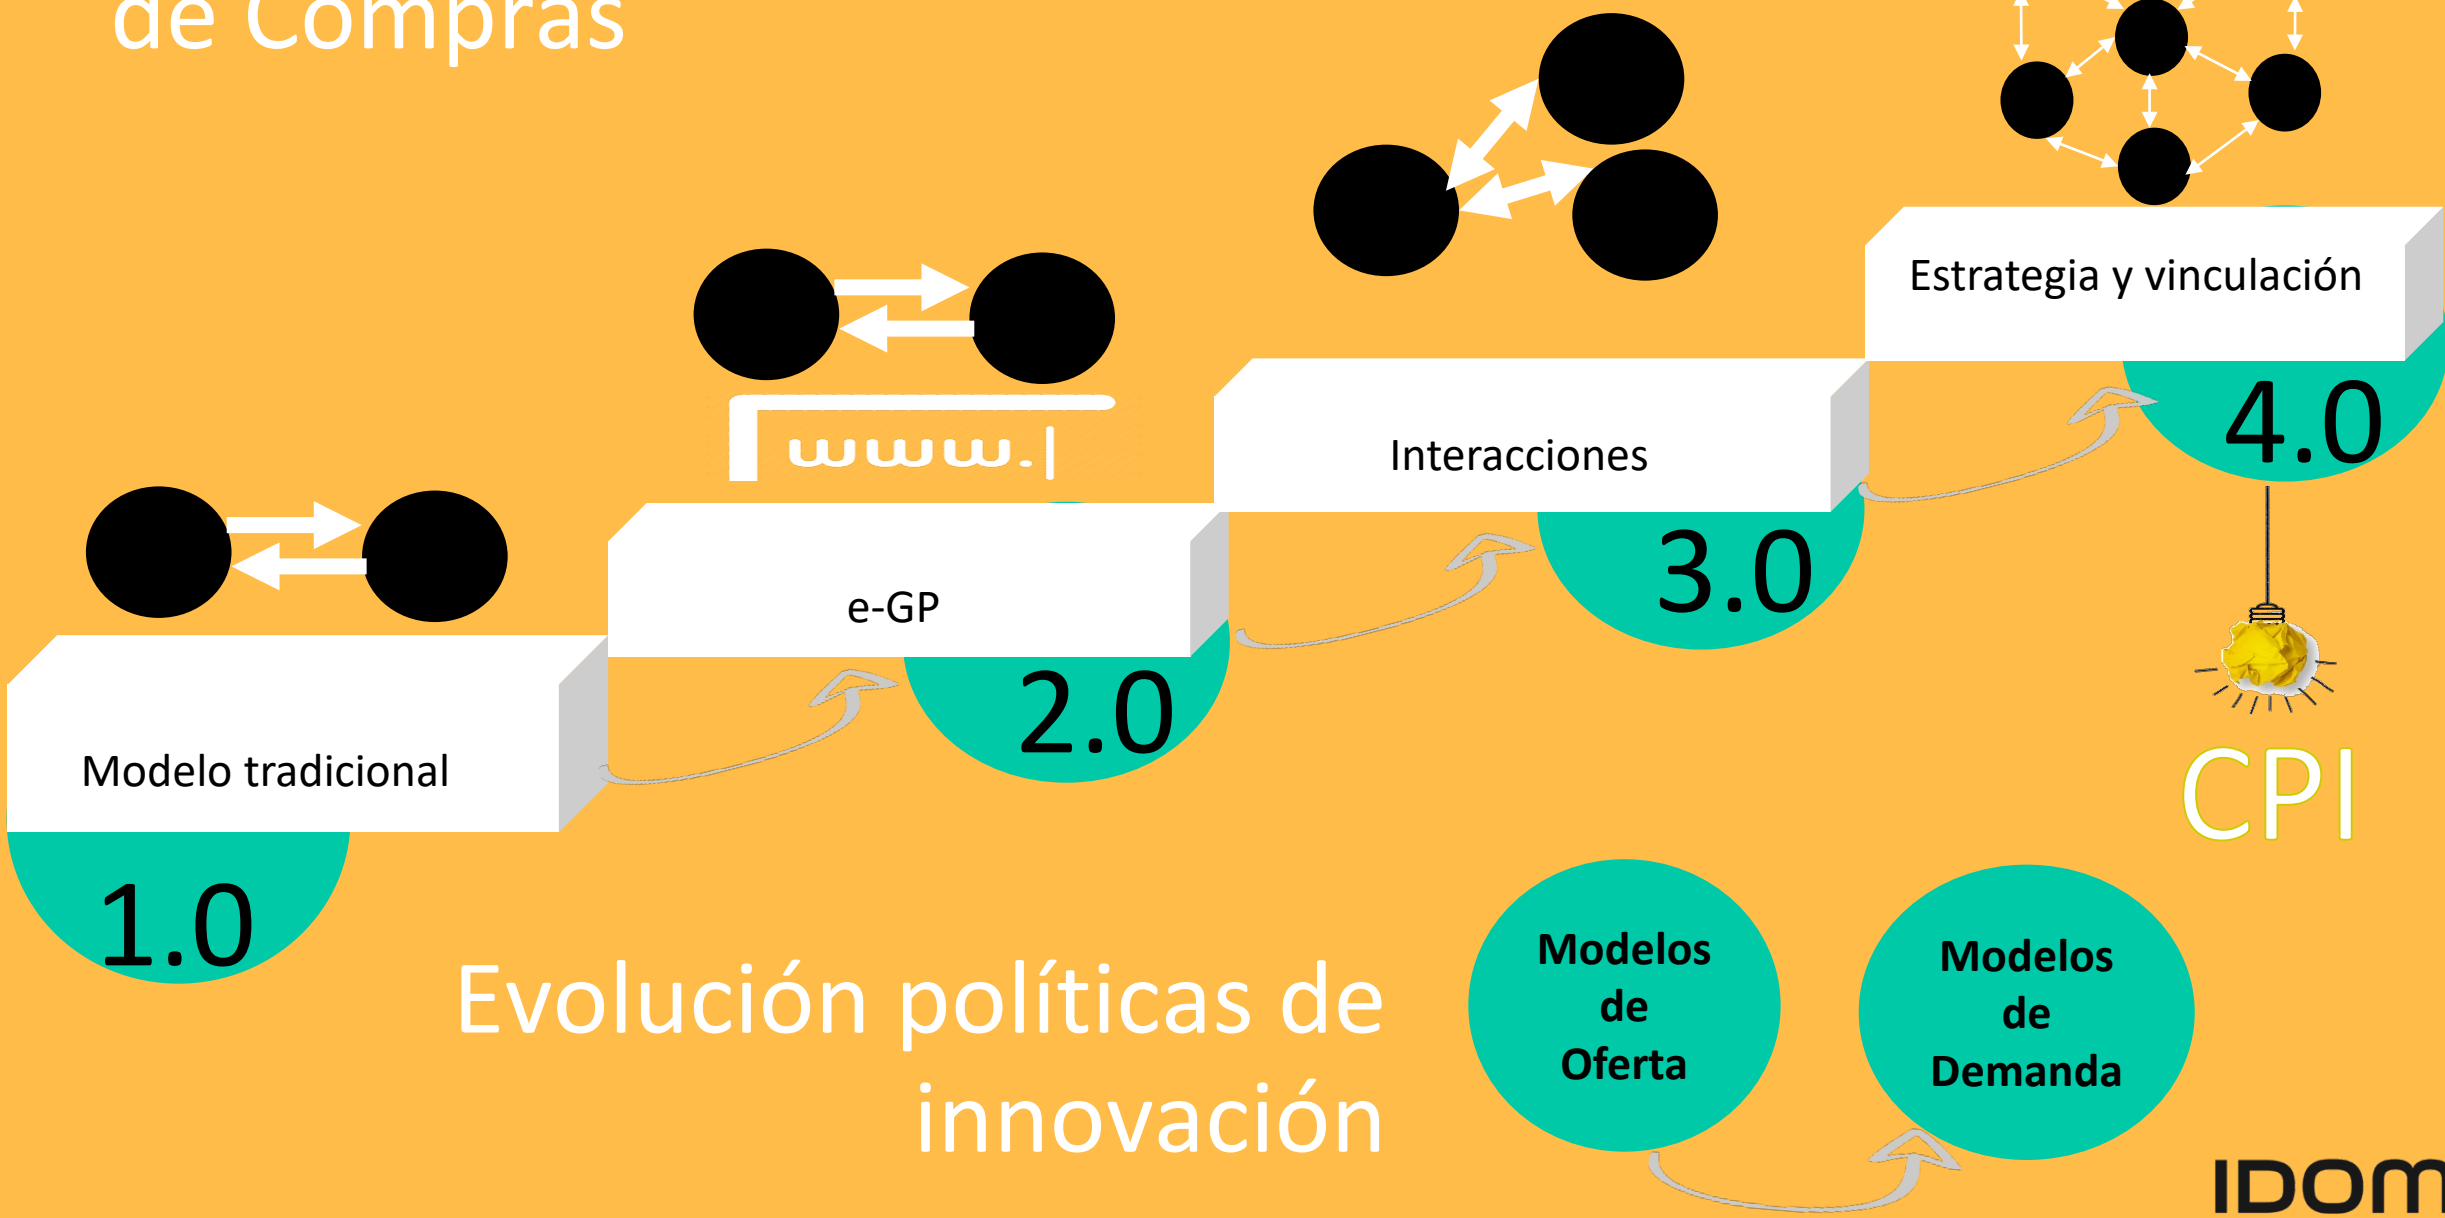 de Compras
Estrategia y vinculación
4.0
Interacciones
3.0
www.
e-GP
2.0
Modelo tradicional
1.0
CPI
Evolución políticas de
innovación
Modelos
de
Oferta
Modelos
de
Demanda
IDOM